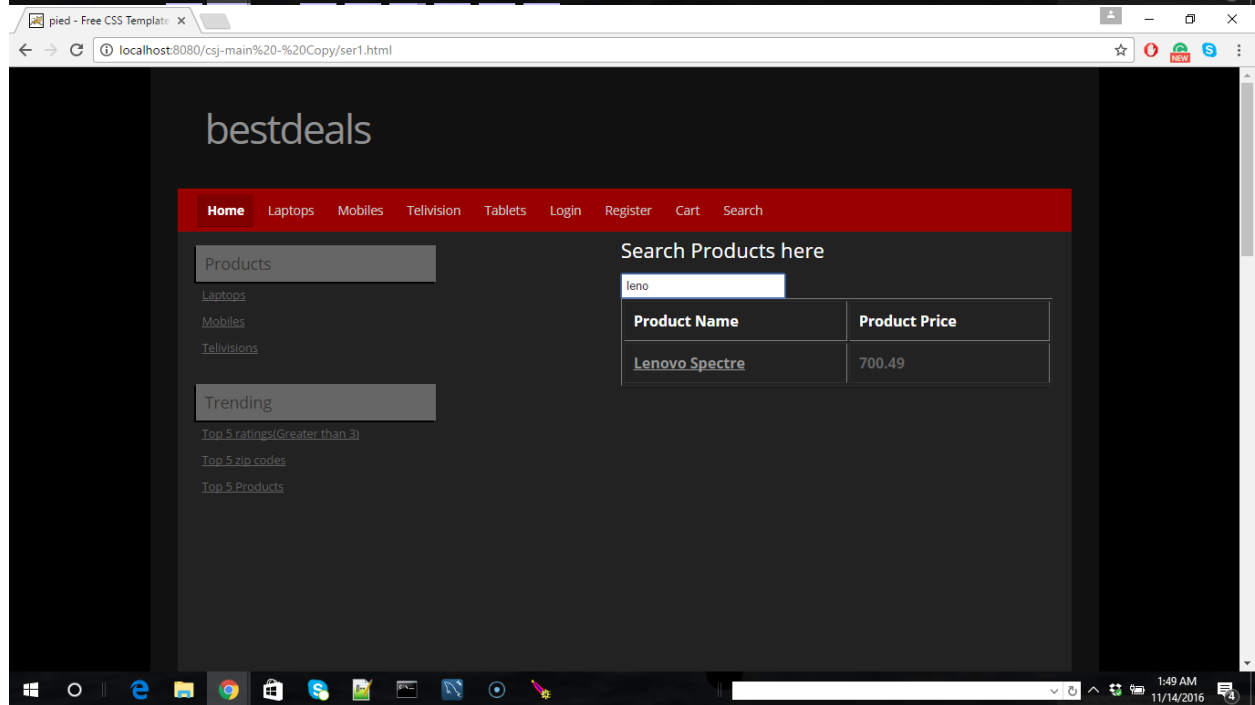 pied - Free CSS Template
localhost:8080/csj-main%20-%20Copy/ser1.html
NEW
bestdeals
Home Laptops Mobiles Telivision Tablets Login Register Cart Search
Products
Laptops
Mobiles
Telivisions
Trending
Top 5 ratings(Greater than 3)
Top 5 zip codes
Top 5 Products
Search Products here
leno
Product Name Product Price
Lenovo Spectre 700.49
1:49 AM
11/14/2016
4